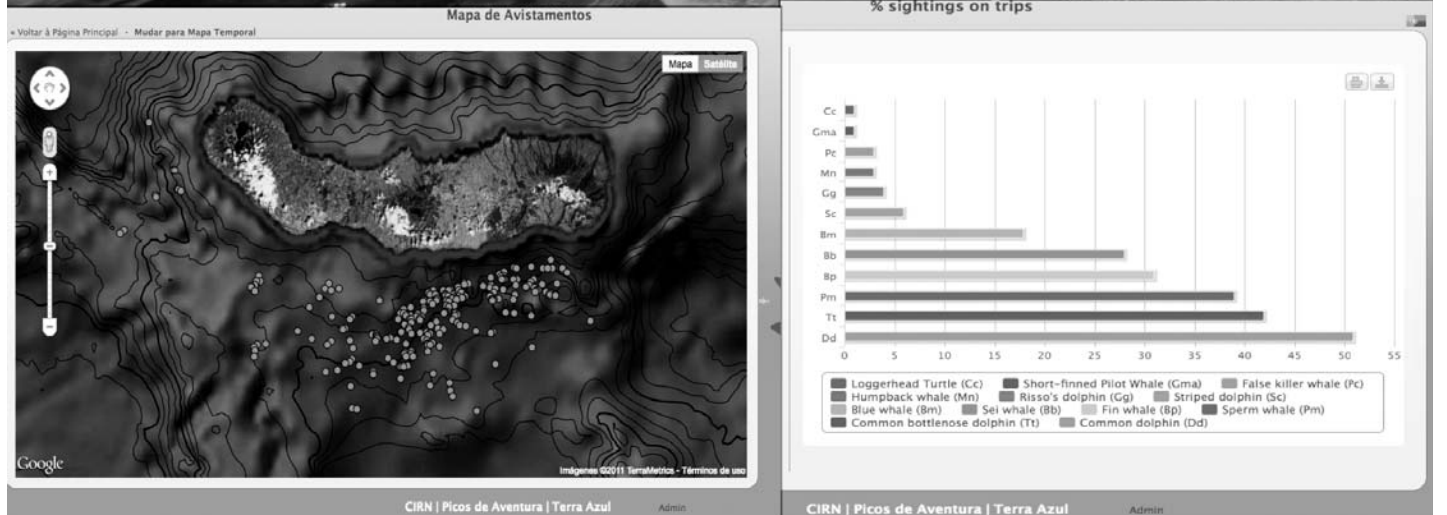 Mapa de Avistamentos
« Voltar à Página Principal - Mudar para Mapa Temporal
Mapa Satélite
Google
Imágenes ©2011 TerraMetrics - Términos de uso
CIRN | Picos de Aventura | Terra Azul Admin
% sightings on trips
Cc
Gma
Pc
Mn
Gg
Sc
Bm
Bb
Bp
Pm
Tt
Dd
0 5 10 15 20 25 30 35 40 45 50 55
Loggerhead Turtle (Cc) Short-finned Pilot Whale (Gma) False killer whale (Pc)
Humpback whale (Mn) Risso's dolphin (Gg) Striped dolphin (Sc)
Blue whale (Bm) Sei whale (Bb) Fin whale (Bp) Sperm whale (Pm)
Common bottlenose dolphin (Tt) Common dolphin (Dd)
CIRN | Picos de Aventura | Terra Azul Admin